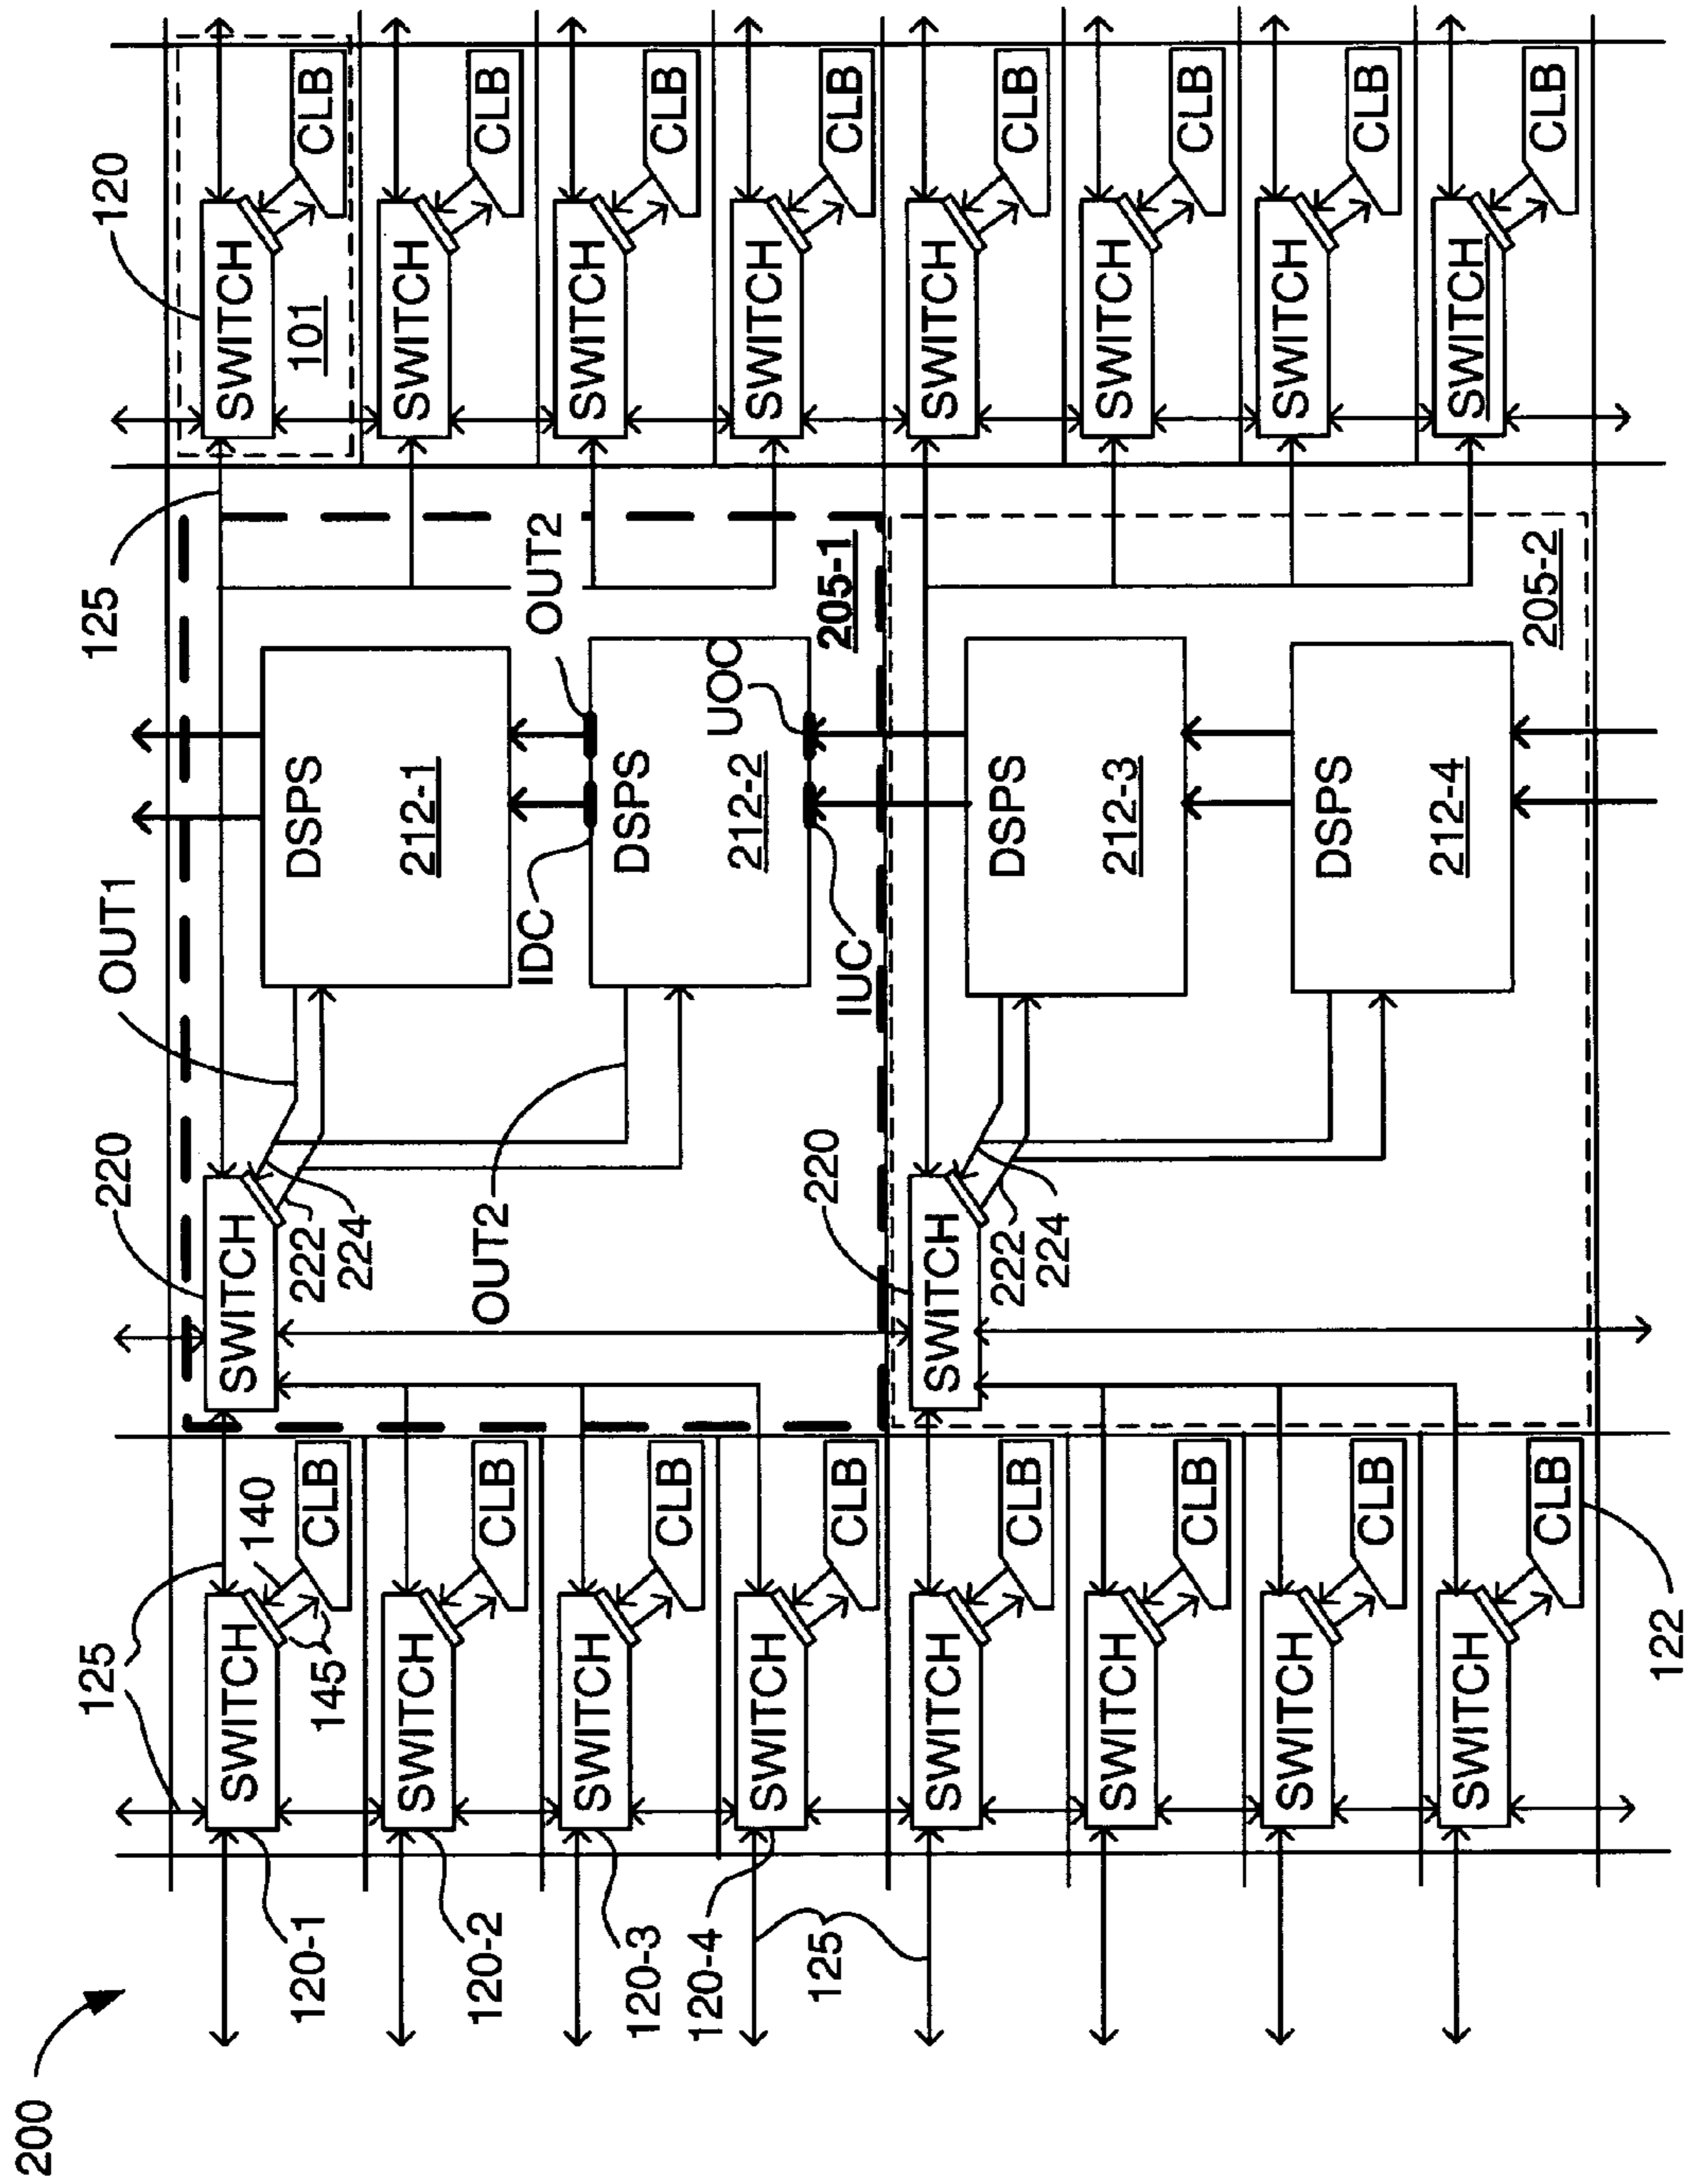 200
125
220
OUT1
125
120
SWITCH
SWITCH
SWITCH
140
120-1
145
CLB
222
224
DSPS
212-1
101
CLB
SWITCH
SWITCH
120-2
CLB
OUT2
IDC
OUT2
CLB
SWITCH
DSPS
SWITCH
120-3
CLB
CLB
120-4
SWITCH
212-2
UOC
SWITCH
125
CLB
220
IUC
205-1
CLB
SWITCH
SWITCH
SWITCH
CLB
222
224
DSPS
CLB
SWITCH
212-3
SWITCH
CLB
CLB
SWITCH
DSPS
SWITCH
CLB
CLB
SWITCH
212-4
SWITCH
CLB
205-2
CLB
122